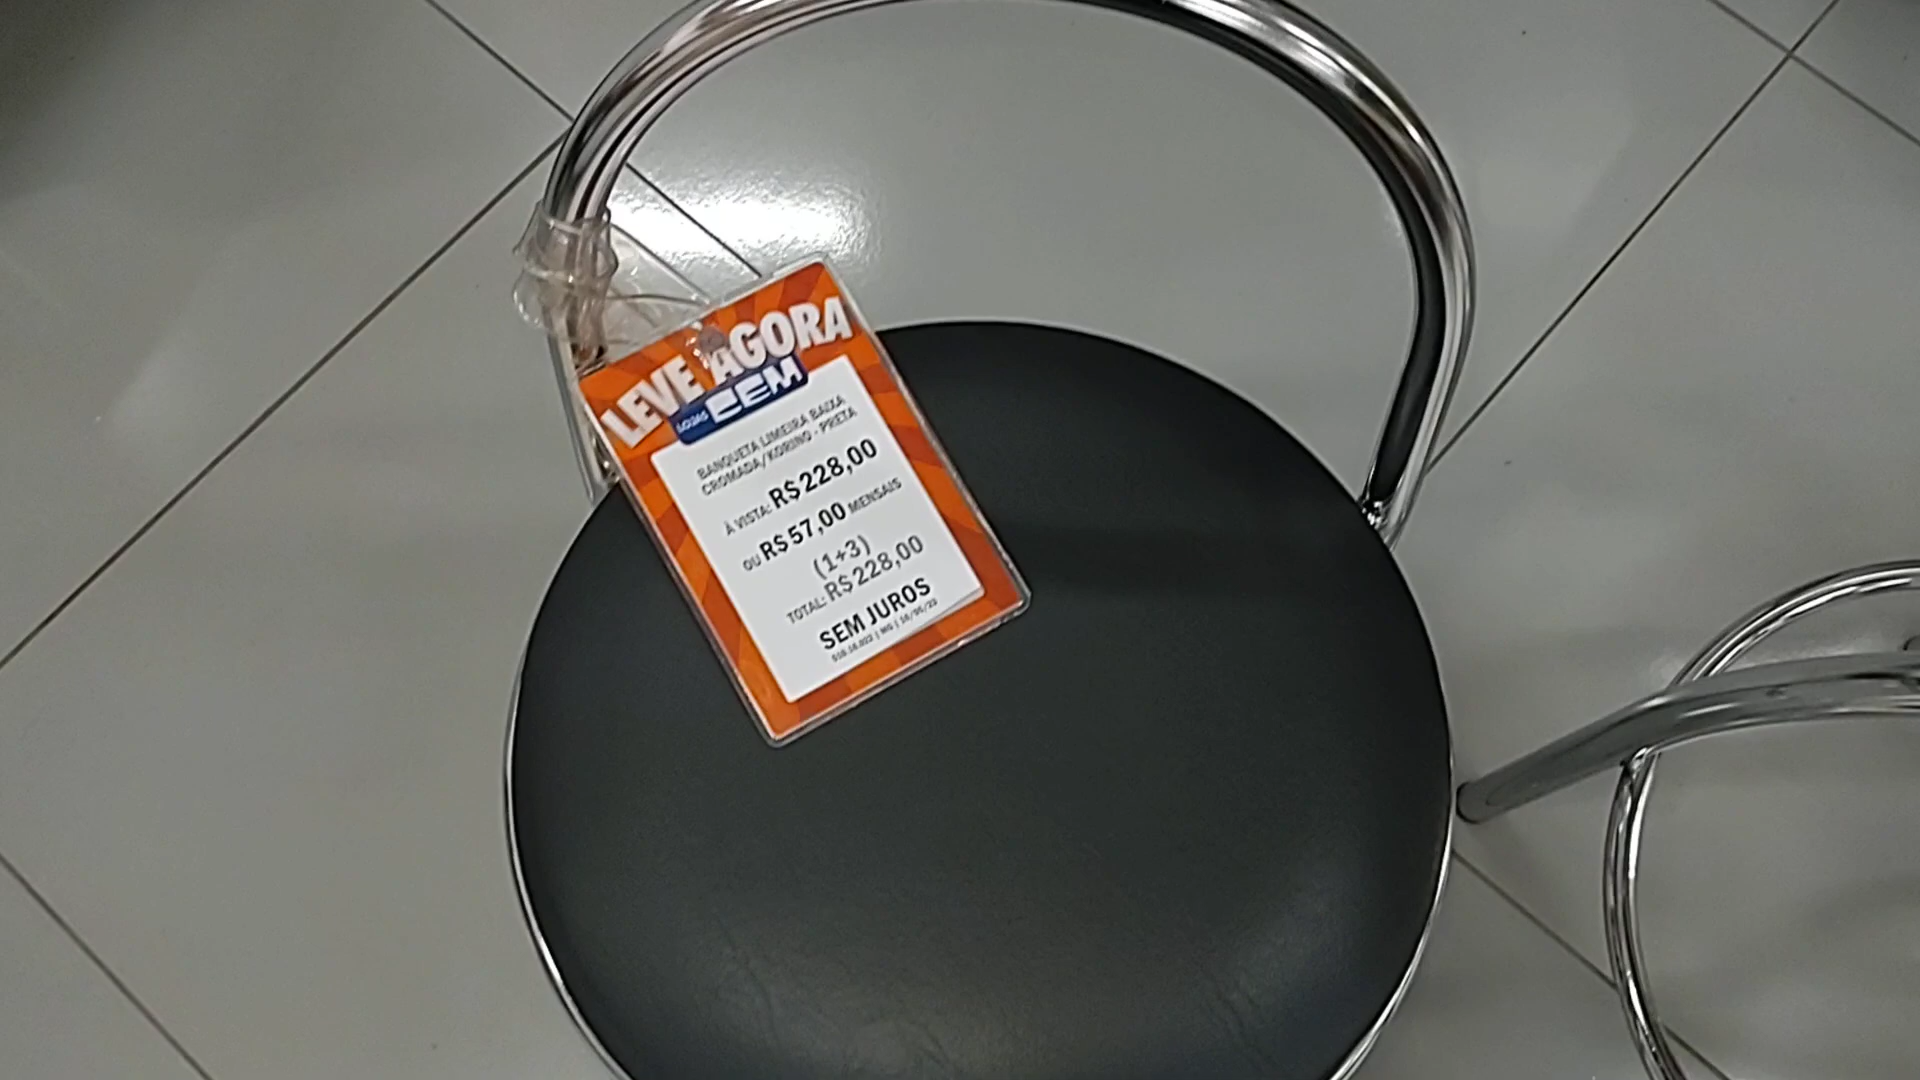 LEVE AGORA
LOJAS CEM
BANQUETA LIMEIRA BAIXA
CROMADA/KORINO - PRETA
À VISTA: R$228,00
OU R$57,00 MENSAIS
(1+3)
TOTAL: R$228,00
SEM JUROS